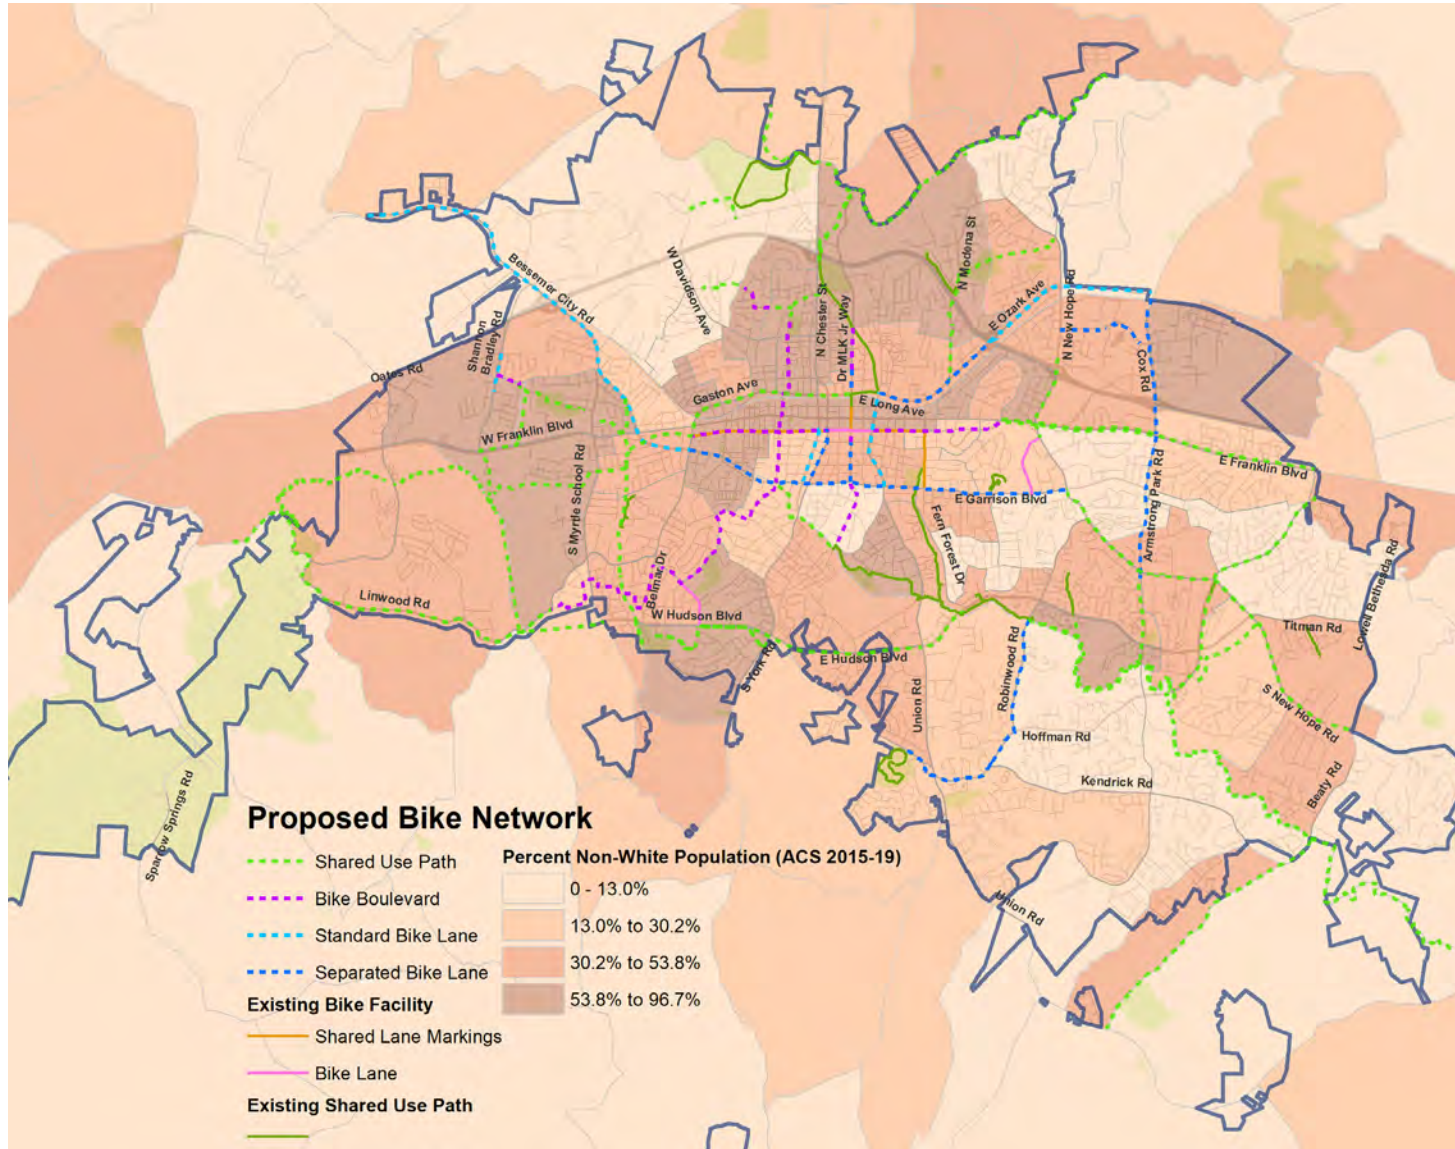 Bessemer City Rd
W Davidson Ave
N Chester St
Dr MLK Jr Way
N Modena St
E Ozark Ave
N New Hope Rd
Cox Rd
Shannon
Bradley Rd
Oates Rd
Gaston Ave
E Long Ave
W Franklin Blvd
E Franklin Blvd
S Myrtle School Rd
E Garrison Blvd
Armstrong Park Rd
Fern Forest Dr
Belmar Dr
Linwood Rd
W Hudson Blvd
E Hudson Blvd
S York Rd
Robinwood Rd
Union Rd
Titman Rd
Lowell Bethesda Rd
S New Hope Rd
Hoffman Rd
Kendrick Rd
Beaty Rd
Sparrow Springs Rd
Union Rd
Proposed Bike Network
Shared Use Path
Bike Boulevard
Standard Bike Lane
Separated Bike Lane
Existing Bike Facility
Shared Lane Markings
Bike Lane
Existing Shared Use Path
Percent Non-White Population (ACS 2015-19)
0 - 13.0%
13.0% to 30.2%
30.2% to 53.8%
53.8% to 96.7%